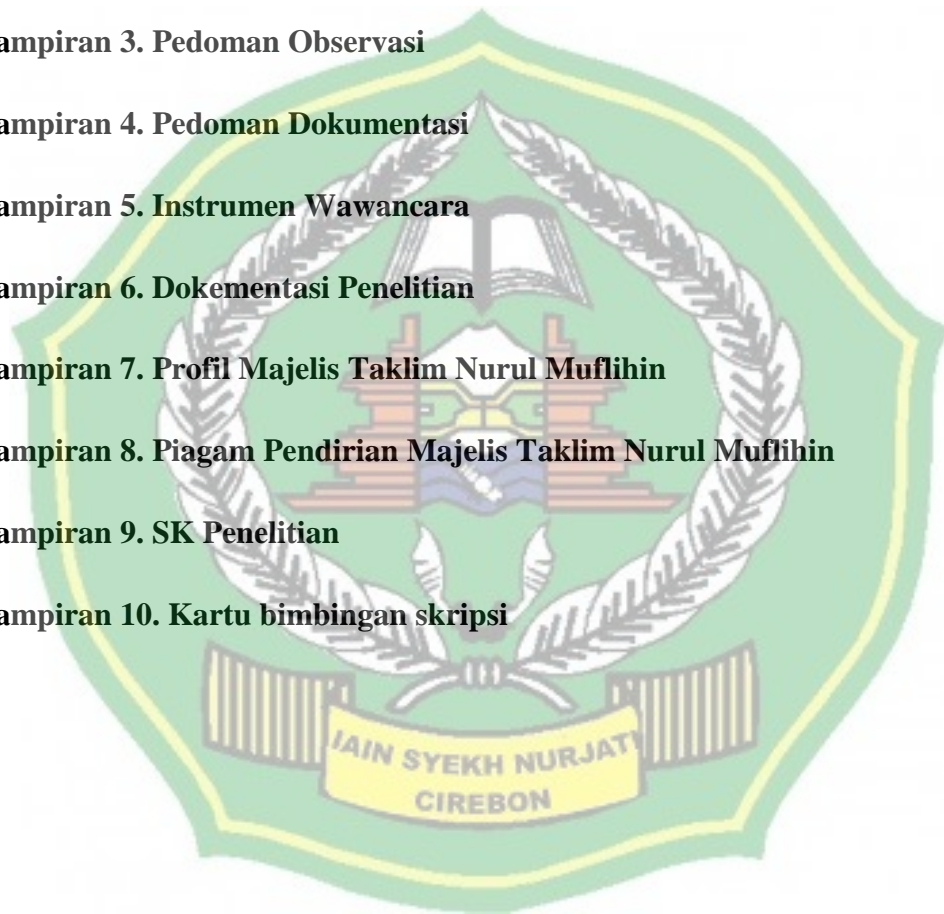 ampiran 3. Pedoman Observasi
ampiran 4. Pedoman Dokumentasi
ampiran 5. Instrumen Wawancara
ampiran 6. Dokementasi Penelitian
ampiran 7. Profil Majelis Taklim Nurul Muflihin
ampiran 8. Piagam Pendirian Majelis Taklim Nurul Muflihin
ampiran 9. SK Penelitian
ampiran 10. Kartu bimbingan skripsi
IAIN SYEKH NURJATI
CIREBON